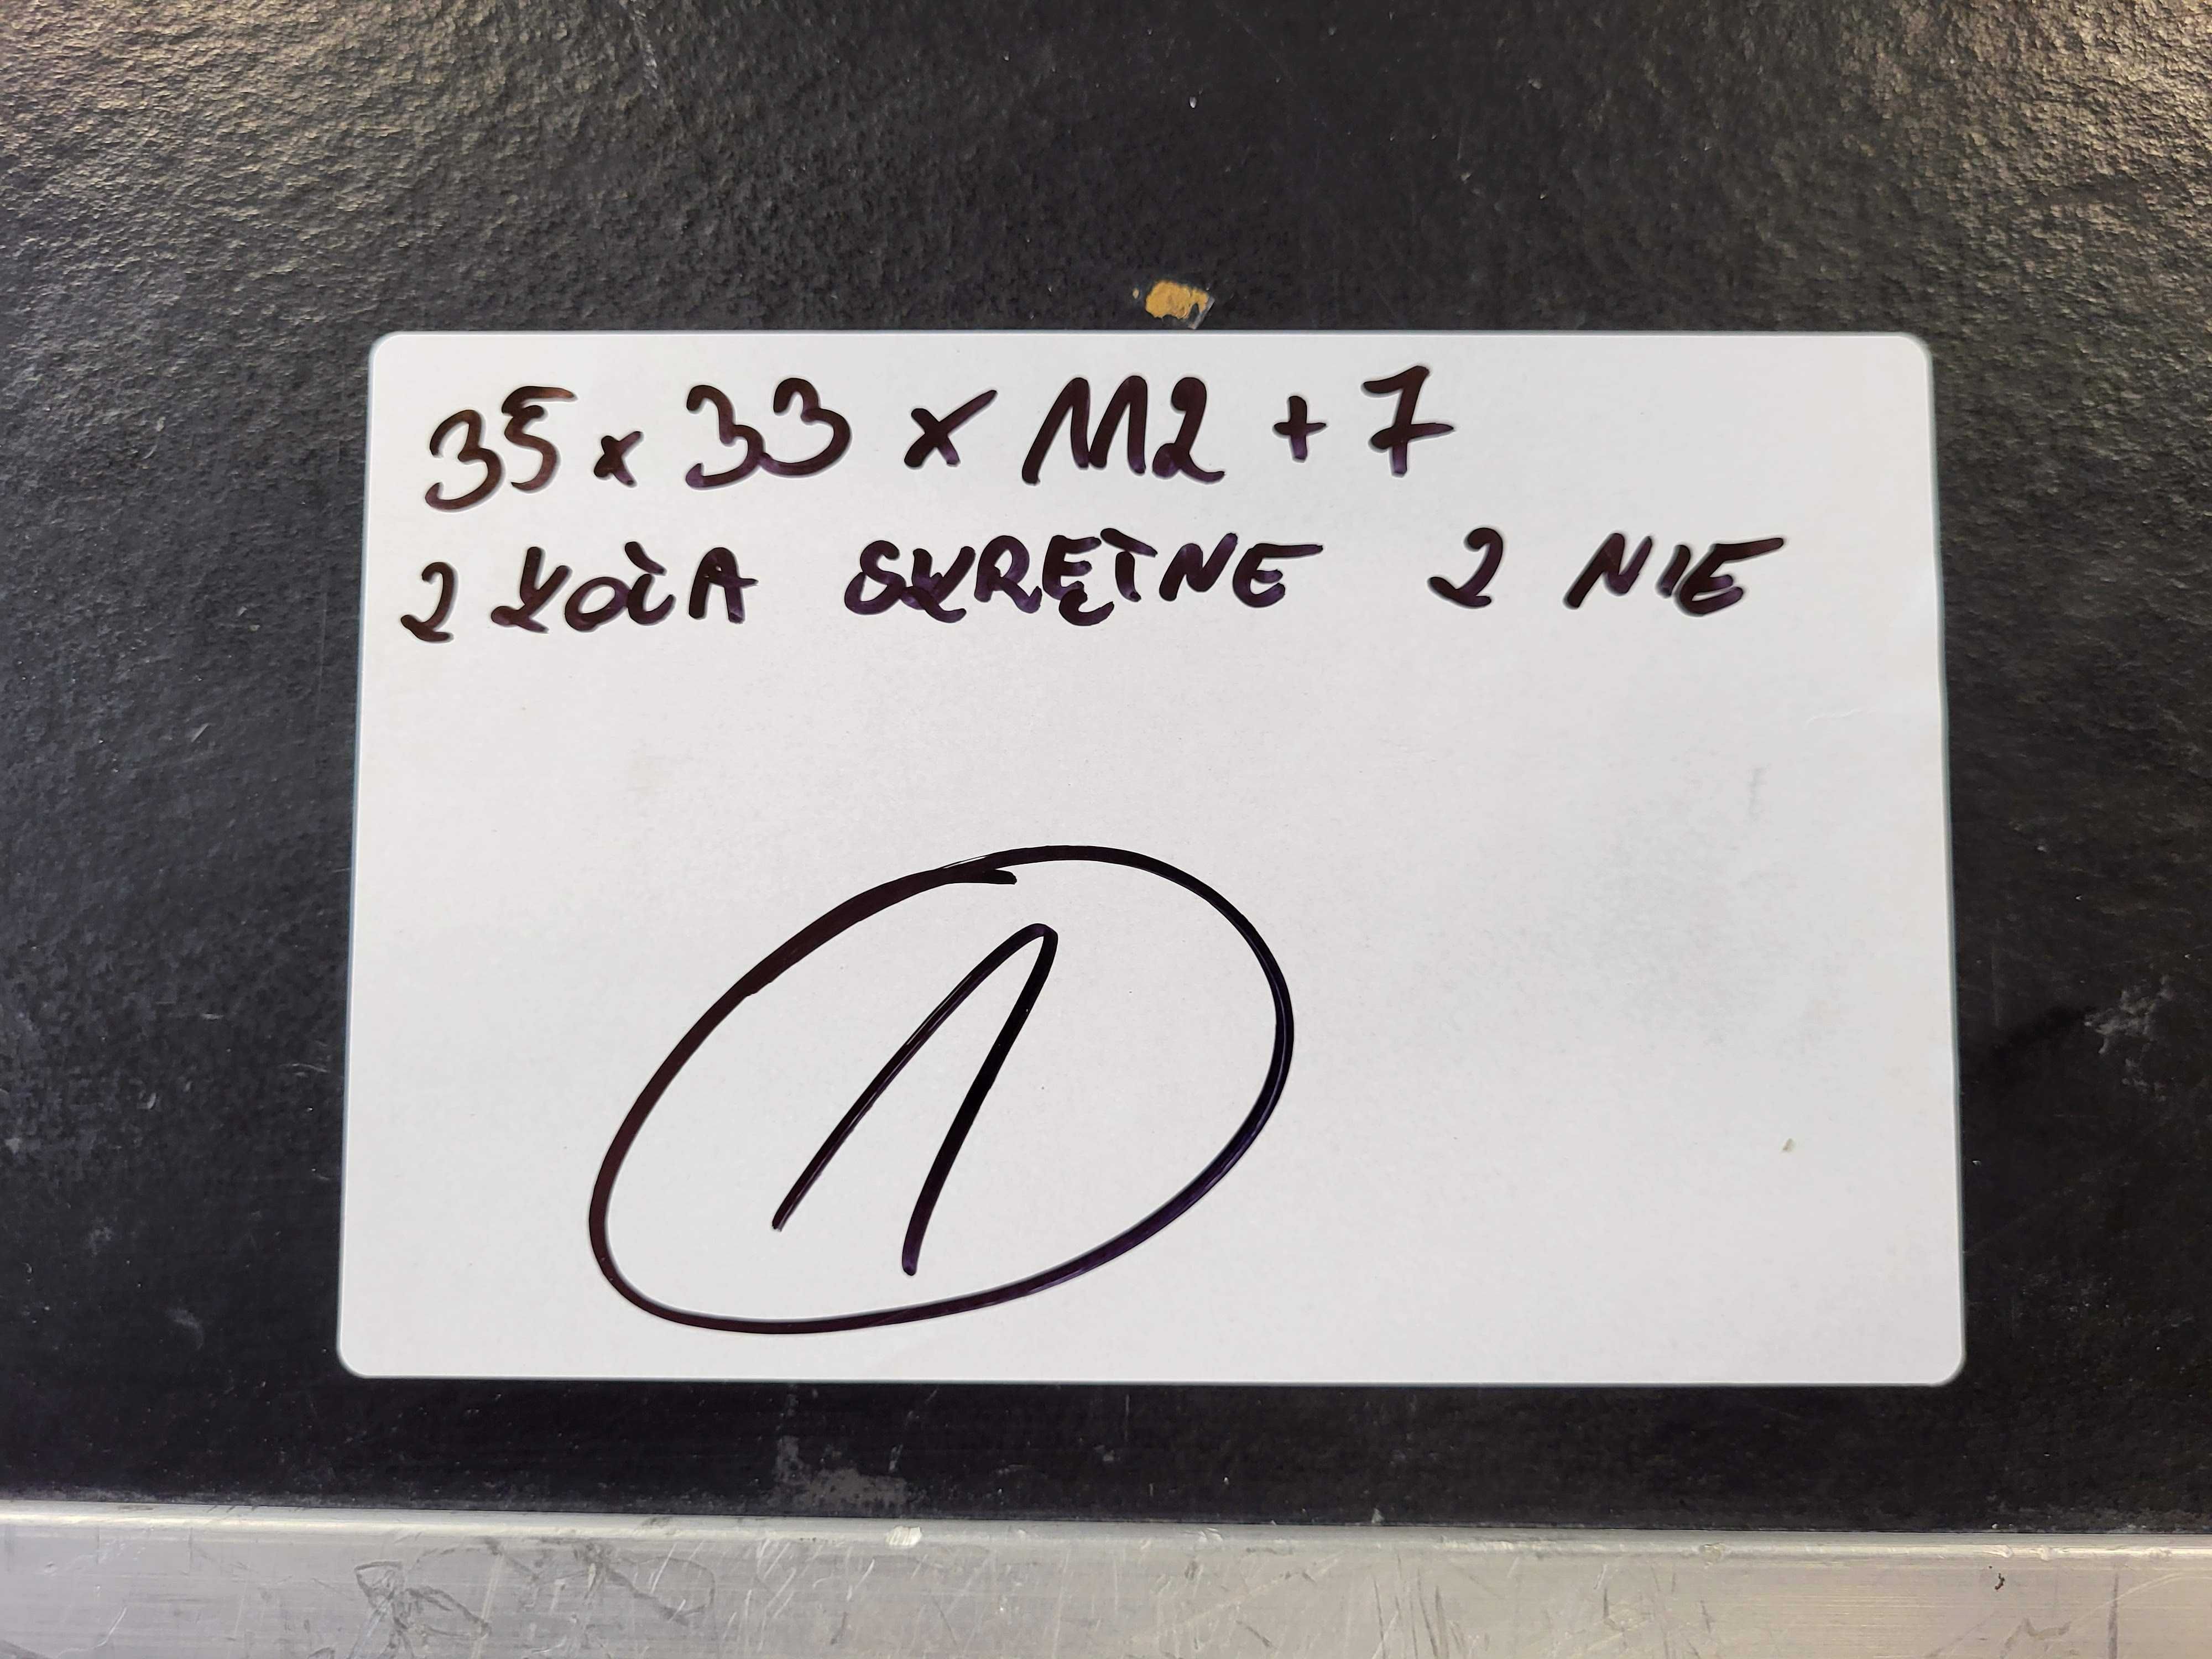 35 x 33 x 112 + 7
2 KOŁA SKRĘTNE 2 NIE
1